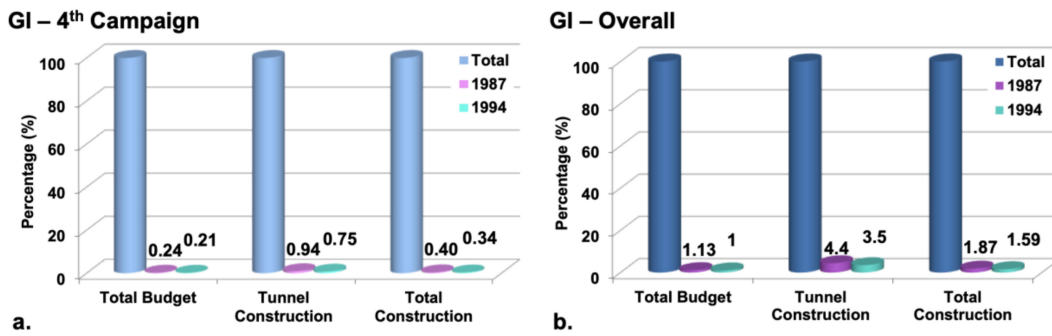 GI – 4th Campaign
Percentage (%)
100
80
60
40
20
0
Total
1987
1994
0.24 0.21
0.94 0.75
0.40 0.34
Total Budget
Tunnel
Construction
Total
Construction
a.
GI – Overall
Percentage (%)
100
80
60
40
20
0
Total
1987
1994
1.13 1
4.4 3.5
1.87 1.59
Total Budget
Tunnel
Construction
Total
Construction
b.